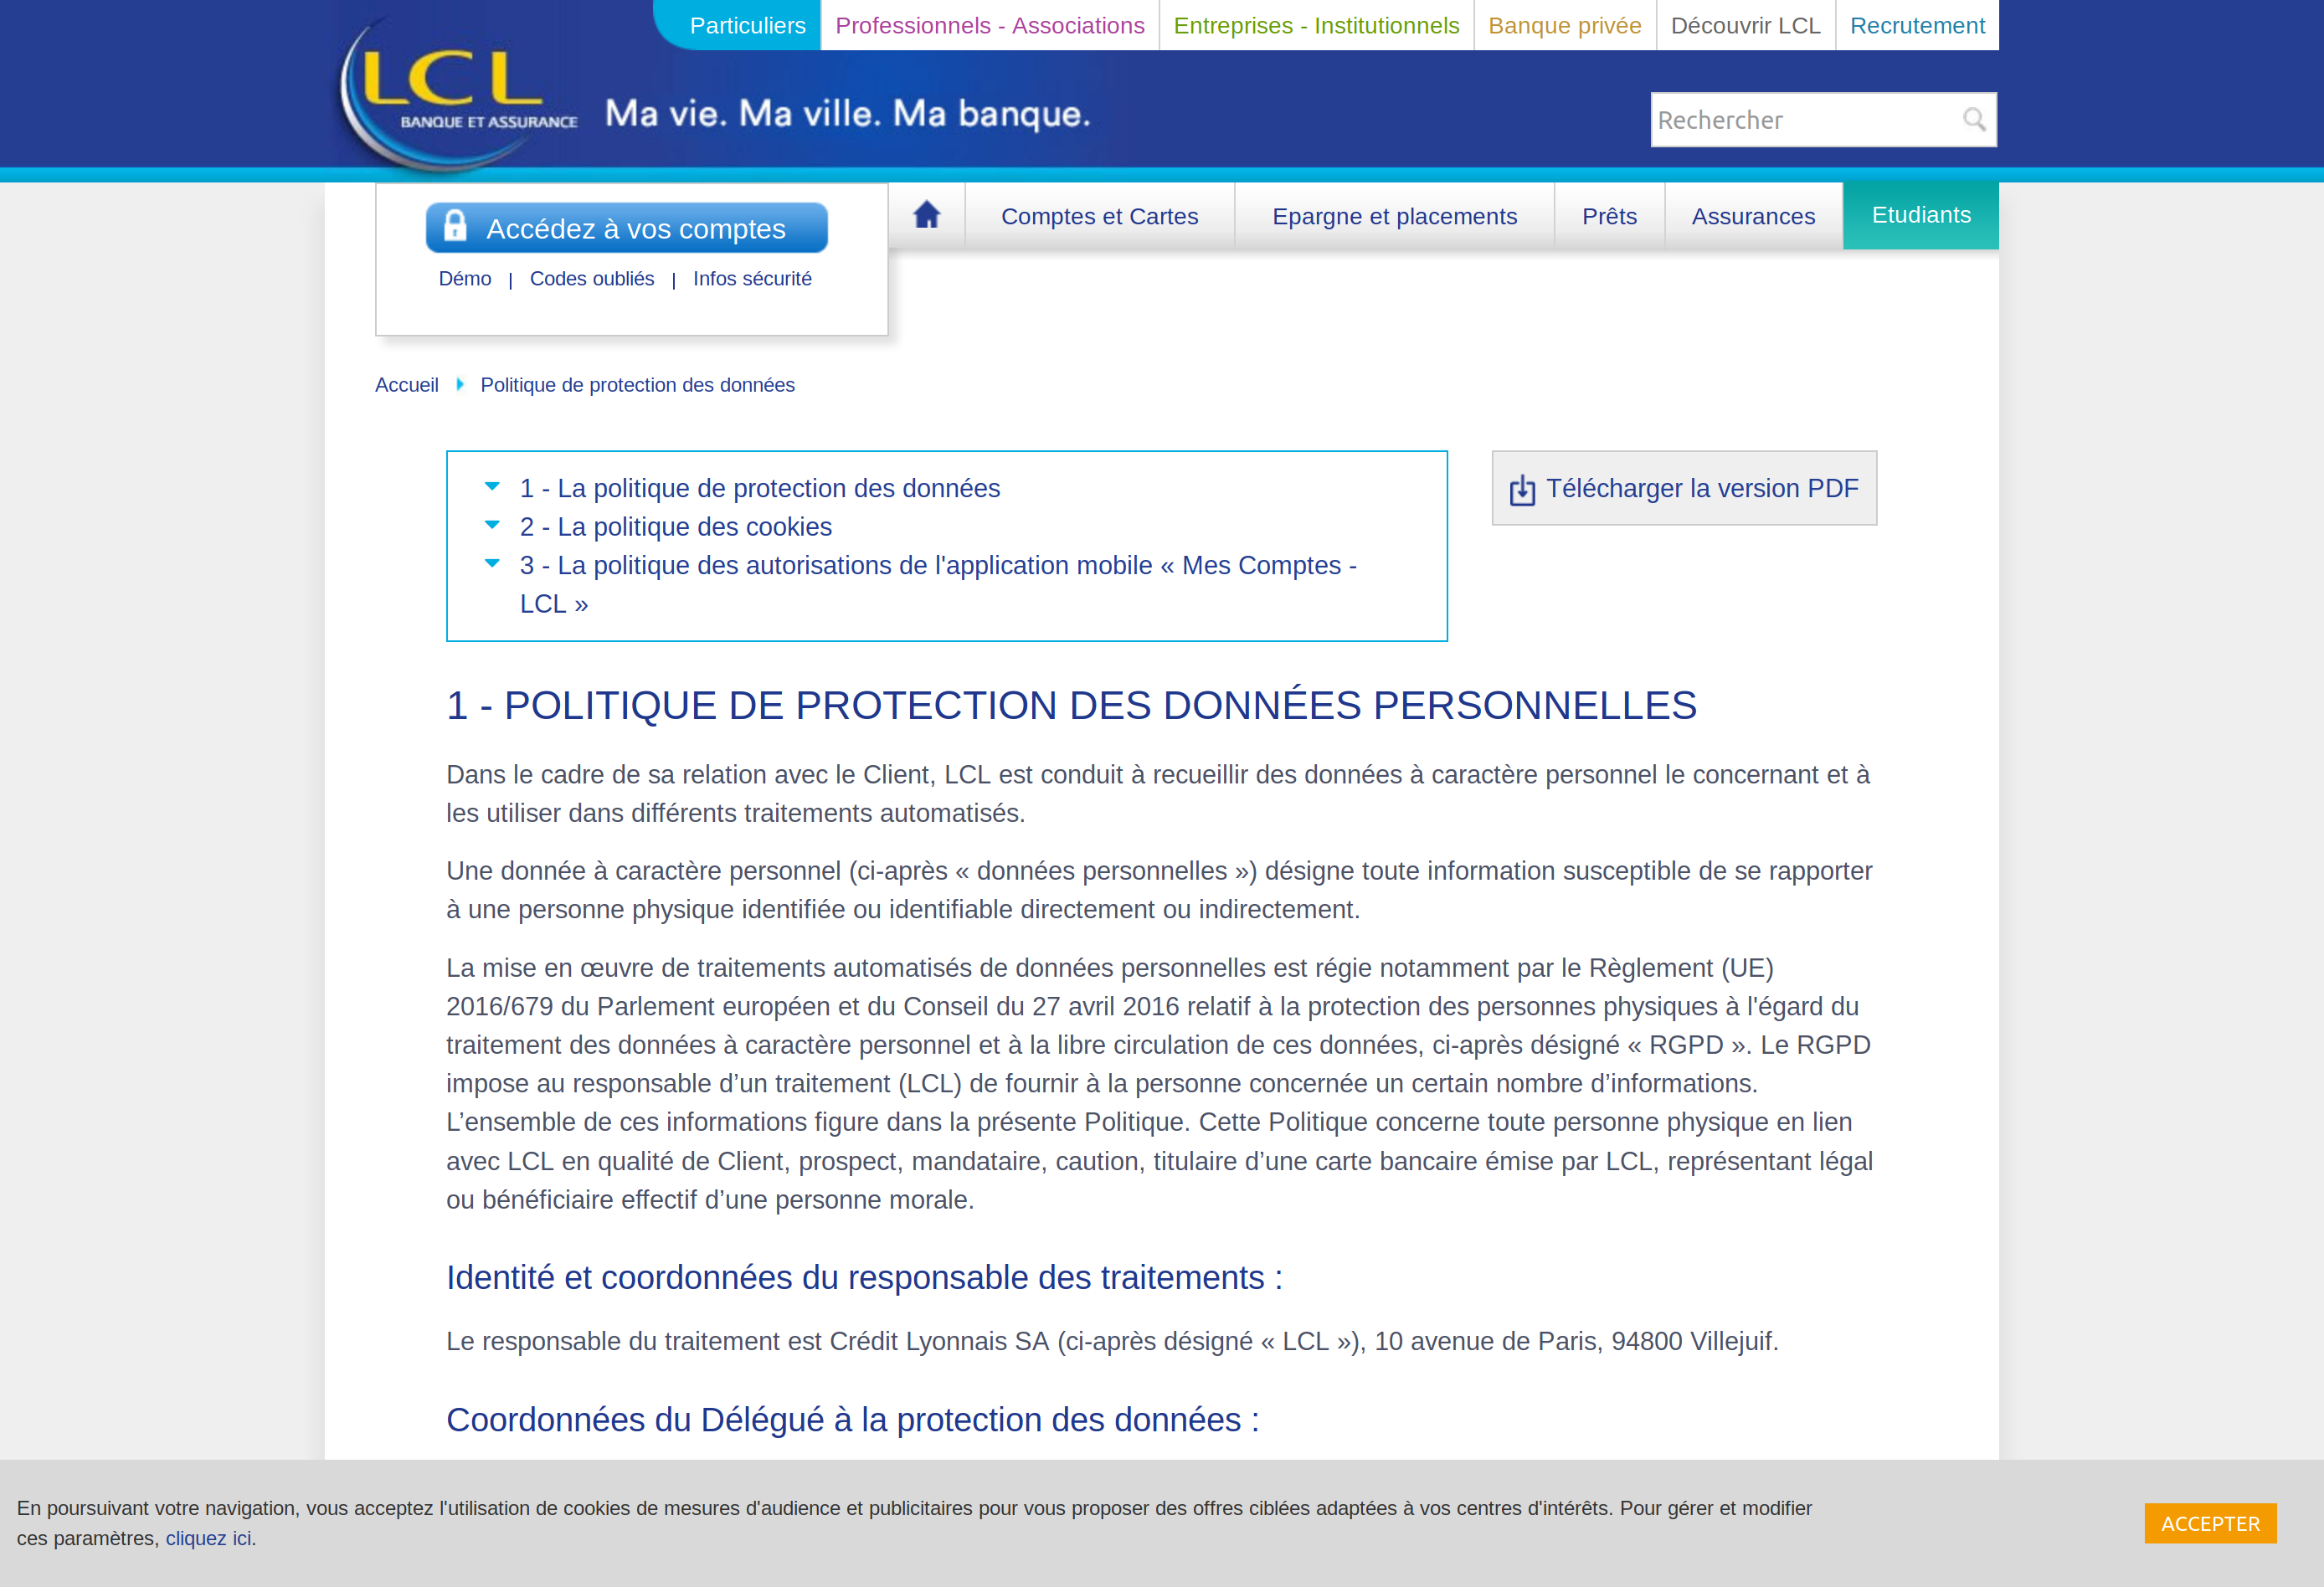 Particuliers
Professionnels - Associations
Entreprises - Institutionnels
Banque privée
Découvrir LCL
Recrutement
LCL
BANQUE ET ASSURANCE
Ma vie. Ma ville. Ma banque.
Rechercher
Accédez à vos comptes
Démo | Codes oubliés | Infos sécurité
Comptes et Cartes
Epargne et placements
Prêts
Assurances
Etudiants
Accueil
Politique de protection des données
1 - La politique de protection des données
2 - La politique des cookies
3 - La politique des autorisations de l'application mobile « Mes Comptes -
LCL »
Télécharger la version PDF
1 - POLITIQUE DE PROTECTION DES DONNÉES PERSONNELLES
Dans le cadre de sa relation avec le Client, LCL est conduit à recueillir des données à caractère personnel le concernant et à
les utiliser dans différents traitements automatisés.
Une donnée à caractère personnel (ci-après « données personnelles ») désigne toute information susceptible de se rapporter
à une personne physique identifiée ou identifiable directement ou indirectement.
La mise en œuvre de traitements automatisés de données personnelles est régie notamment par le Règlement (UE)
2016/679 du Parlement européen et du Conseil du 27 avril 2016 relatif à la protection des personnes physiques à l'égard du
traitement des données à caractère personnel et à la libre circulation de ces données, ci-après désigné « RGPD ». Le RGPD
impose au responsable d’un traitement (LCL) de fournir à la personne concernée un certain nombre d’informations.
L’ensemble de ces informations figure dans la présente Politique. Cette Politique concerne toute personne physique en lien
avec LCL en qualité de Client, prospect, mandataire, caution, titulaire d’une carte bancaire émise par LCL, représentant légal
ou bénéficiaire effectif d’une personne morale.
Identité et coordonnées du responsable des traitements :
Le responsable du traitement est Crédit Lyonnais SA (ci-après désigné « LCL »), 10 avenue de Paris, 94800 Villejuif.
Coordonnées du Délégué à la protection des données :
En poursuivant votre navigation, vous acceptez l'utilisation de cookies de mesures d'audience et publicitaires pour vous proposer des offres ciblées adaptées à vos centres d'intérêts. Pour gérer et modifier
ces paramètres, cliquez ici.
ACCEPTER